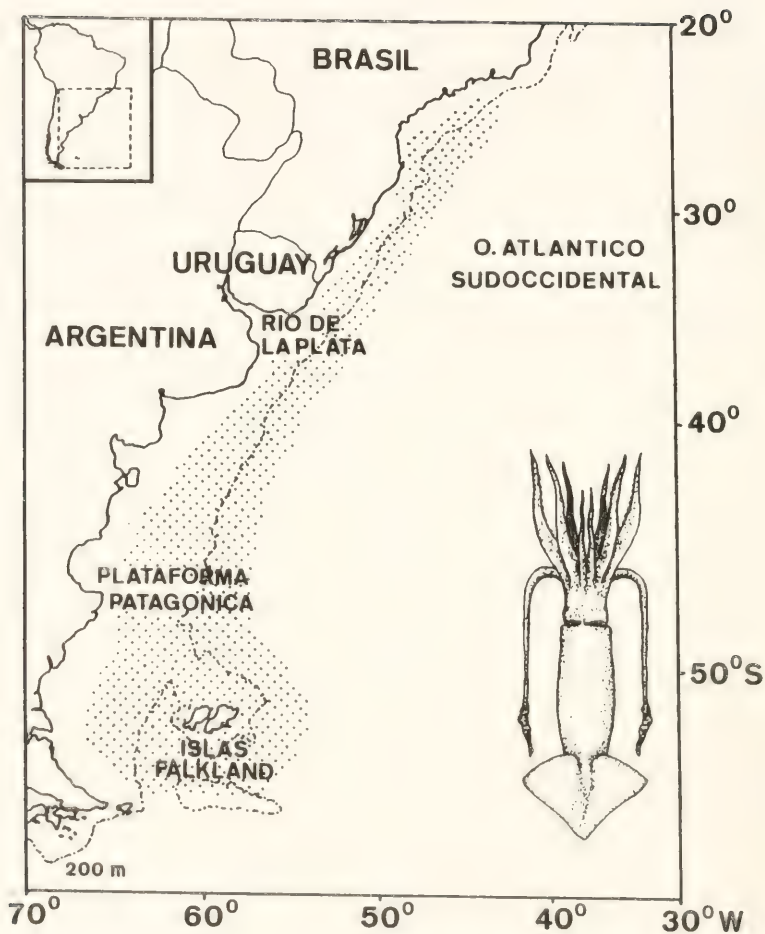 BRASIL
20°
30°
O. ATLANTICO
SUDOCCIDENTAL
URUGUAY
RIO DE
LA PLATA
ARGENTINA
40°
PLATAFORMA
PATAGONICA
50°S
ISLAS
FALKLAND
200 m
70°
60°
50°
40°
30°W